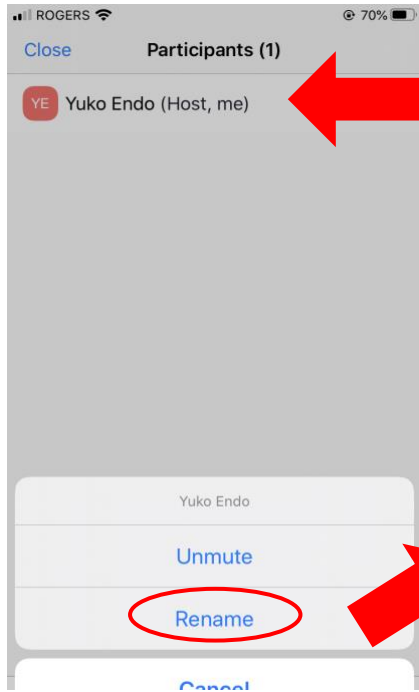 ROGERS 70%
Close Participants (1)
YE Yuko Endo (Host, me)
Yuko Endo
Unmute
Rename
Cancel